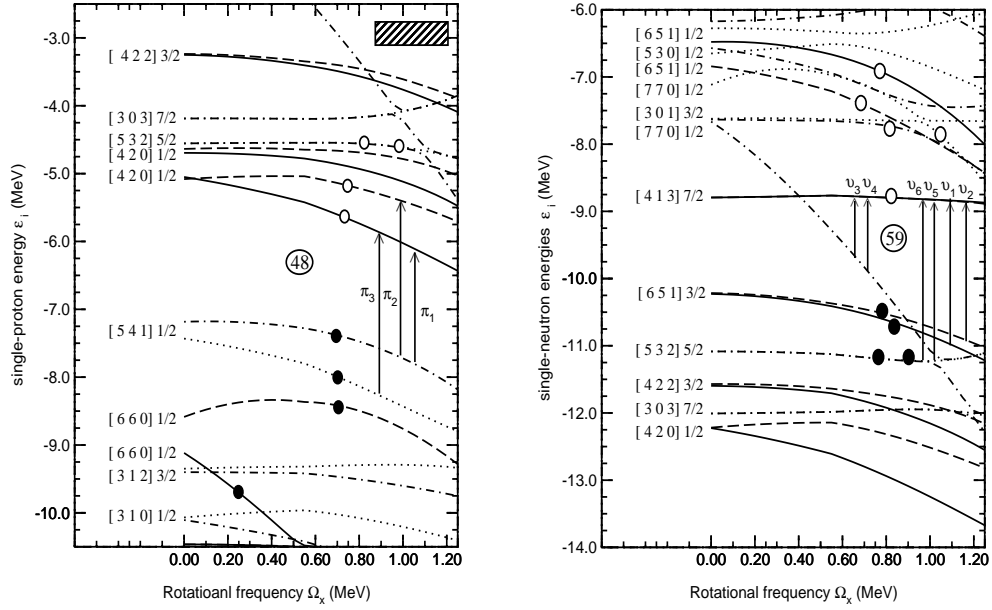 single-proton energy ε i (MeV)
-3.0
-4.0
-5.0
-6.0
-7.0
-8.0
-9.0
-10.0
[ 4 2 2] 3/2
[ 3 0 3] 7/2
[ 5 3 2] 5/2
[ 4 2 0] 1/2
[ 4 2 0] 1/2
[ 5 4 1] 1/2
[ 6 6 0] 1/2
[ 6 6 0] 1/2
[ 3 1 2] 3/2
[ 3 1 0] 1/2
48
π3
π2
π1
0.00 0.20 0.40 0.60 0.80 1.00 1.20
Rotatioanl frequency Ωx (MeV)
single-neutron energies ε i (MeV)
-6.0
-7.0
-8.0
-9.0
-10.0
-11.0
-12.0
-13.0
-14.0
[ 6 5 1] 1/2
[ 5 3 0] 1/2
[ 6 5 1] 1/2
[ 7 7 0] 1/2
[ 3 0 1] 3/2
[ 7 7 0] 1/2
[ 4 1 3] 7/2
[ 6 5 1] 3/2
[ 5 3 2] 5/2
[ 4 2 2] 3/2
[ 3 0 3] 7/2
[ 4 2 0] 1/2
υ3 υ4 υ6 υ5 υ1 υ2
59
0.00 0.20 0.40 0.60 0.80 1.00 1.20
Rotational frequency Ωx (MeV)